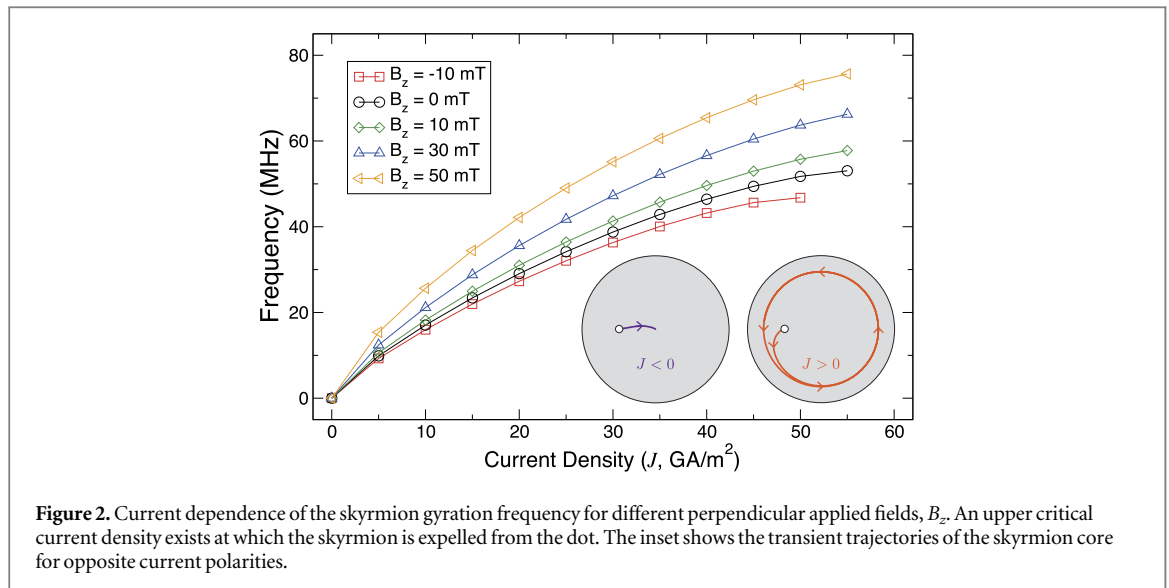 80
60
40
20
0
Frequency (MHz)
B_z = -10 mT
B_z = 0 mT
B_z = 10 mT
B_z = 30 mT
B_z = 50 mT
J < 0
J > 0
0 10 20 30 40 50 60
Current Density (J, GA/m²)
Figure 2. Current dependence of the skyrmion gyration frequency for different perpendicular applied fields, B_z. An upper critical
current density exists at which the skyrmion is expelled from the dot. The inset shows the transient trajectories of the skyrmion core
for opposite current polarities.